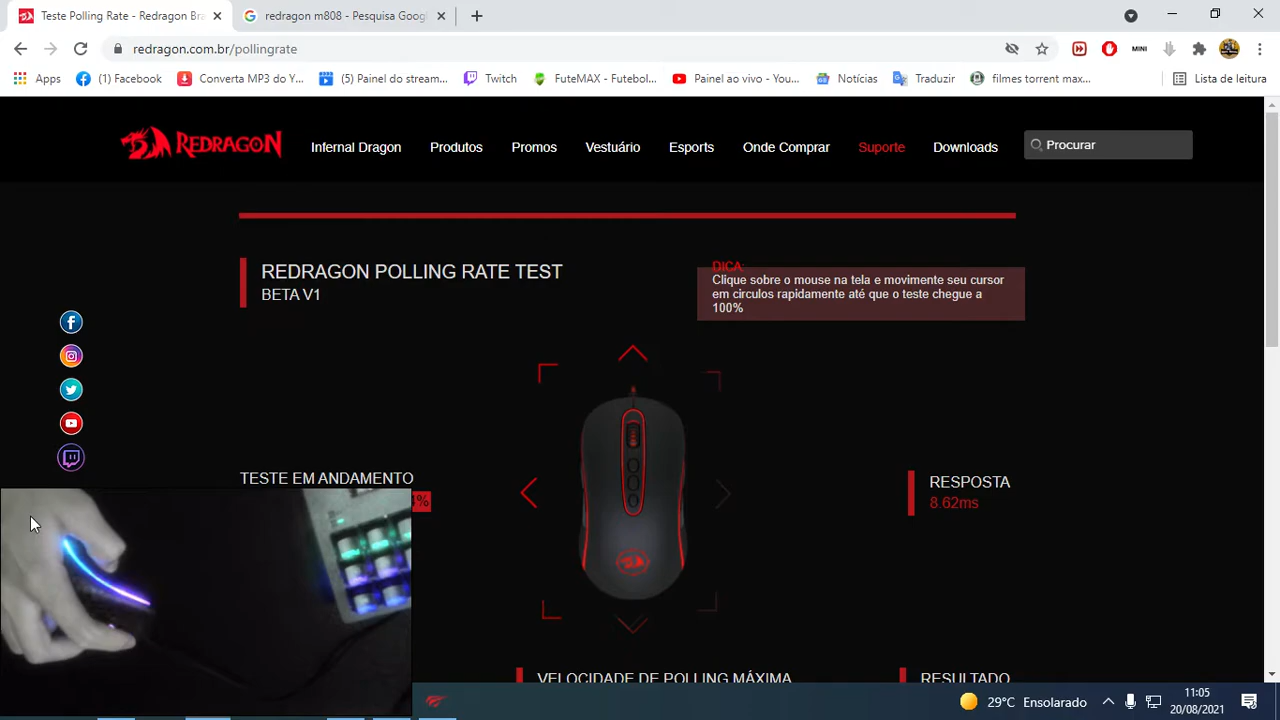 Teste Polling Rate - Redragon Bra
redragon m808 - Pesquisa Goog
redragon.com.br/pollingrate
MINI
Apps
(1) Facebook
Converta MP3 do Y...
(5) Painel do stream...
Twitch
FuteMAX - Futebol...
Painel ao vivo - You...
Notícias
Traduzir
filmes torrent max...
Lista de leitura
REDRAGON
Infernal Dragon
Produtos
Promos
Vestuário
Esports
Onde Comprar
Suporte
Downloads
Procurar
REDRAGON POLLING RATE TEST
BETA V1
DICA:
Clique sobre o mouse na tela e movimente seu cursor
em circulos rapidamente até que o teste chegue a
100%
TESTE EM ANDAMENTO
%
RESPOSTA
8.62ms
VELOCIDADE DE POLLING MÁXIMA
RESULTADO
29°C Ensolarado
11:05
20/08/2021